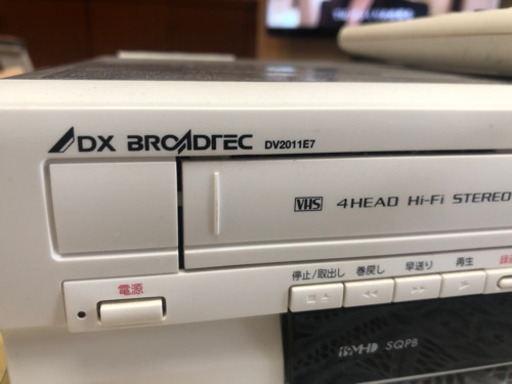 DX BROADTEC DV2011E7
VHS 4HEAD Hi-Fi STEREO
停止/取出し 巻戻し 早送り 再生
電源
SQPB